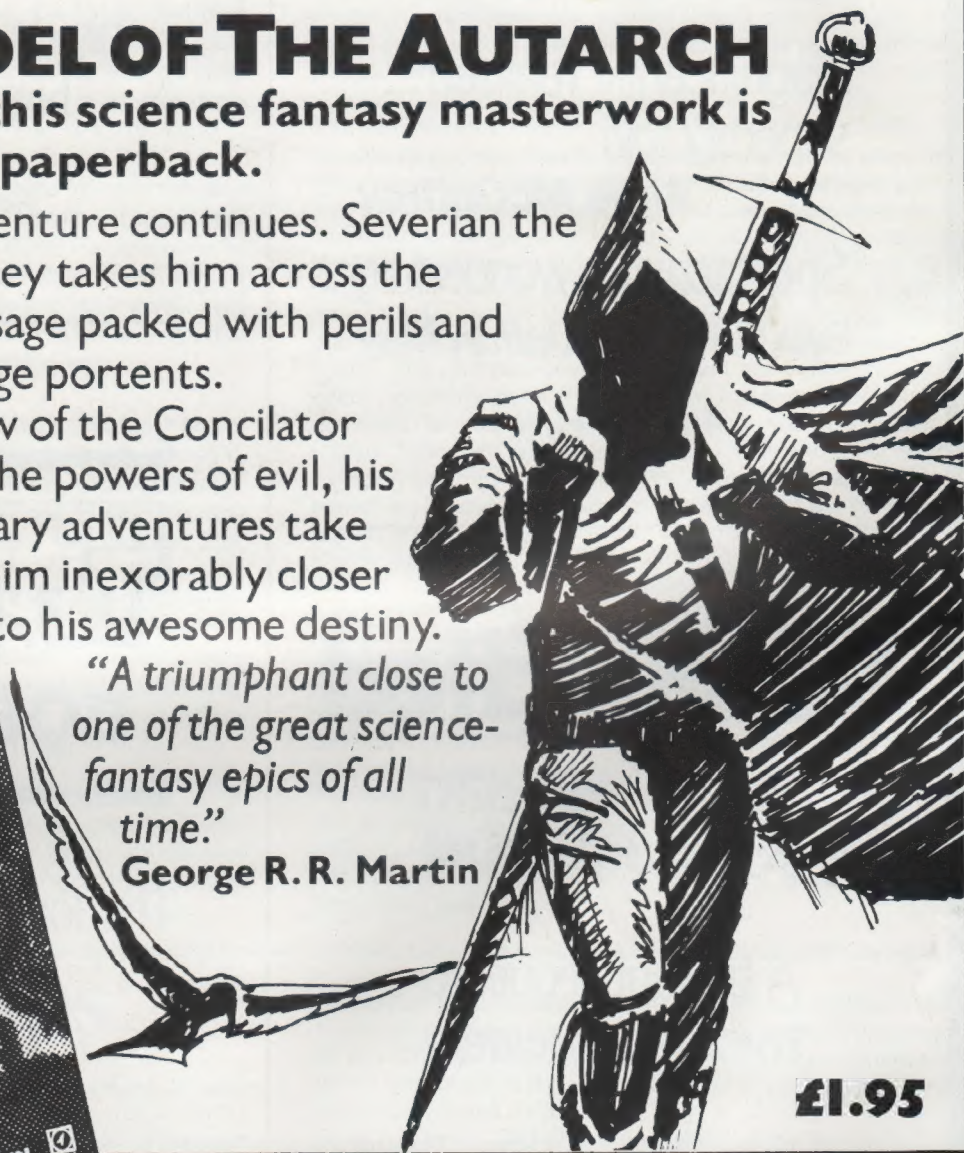 DEL OF THE AUTARCH
this science fantasy masterwork is
paperback.
enture continues. Severian the
ey takes him across the
sage packed with perils and
ge portents.
w of the Concilator
he powers of evil, his
ary adventures take
im inexorably closer
to his awesome destiny.
“A triumphant close to
one of the great science-
fantasy epics of all
time.”
George R. R. Martin
£1.95